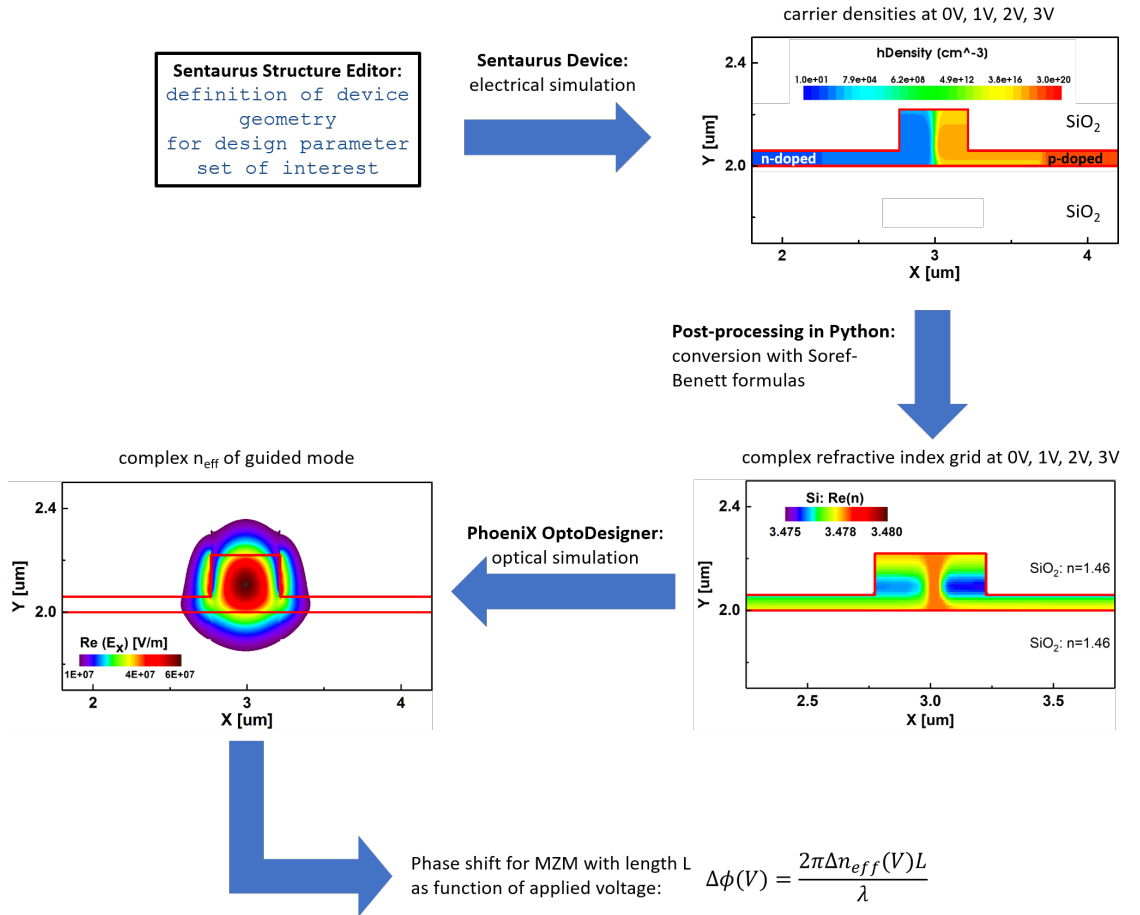 carrier densities at 0V, 1V, 2V, 3V
Sentaurus Structure Editor:
definition of device
geometry
for design parameter
set of interest
Sentaurus Device:
electrical simulation
hDensity [cm^-3]
1.0e+01 7.9e+04 6.2e+08 4.9e+12 3.8e+16 3.0e+20
2.4
2.0
Y [um]
SiO2
n-doped
p-doped
SiO2
2 3 4
X [um]
Post-processing in Python:
conversion with Soref-
Benett formulas
complex neff of guided mode
2.4
2.0
Y [um]
Re (Ex) [V/m]
1E+07 4E+07 6E+07
2 3 4
X [um]
PhoeniX OptoDesigner:
optical simulation
complex refractive index grid at 0V, 1V, 2V, 3V
Si: Re(n)
3.475 3.478 3.480
2.4
2.0
Y [um]
SiO2: n=1.46
SiO2: n=1.46
2.5 3.0 3.5
X [um]
Phase shift for MZM with length L
as function of applied voltage:
Δϕ(V) = 2πΔneff(V)L / λ